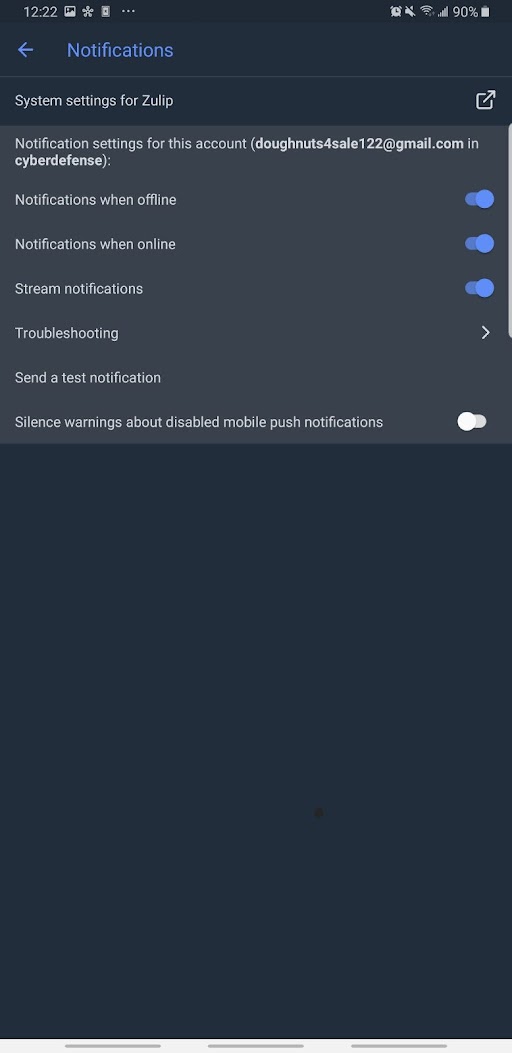 12:22 ... 90%
Notifications
System settings for Zulip
Notification settings for this account (doughnuts4sale122@gmail.com in
cyberdefense):
Notifications when offline
Notifications when online
Stream notifications
Troubleshooting
Send a test notification
Silence warnings about disabled mobile push notifications